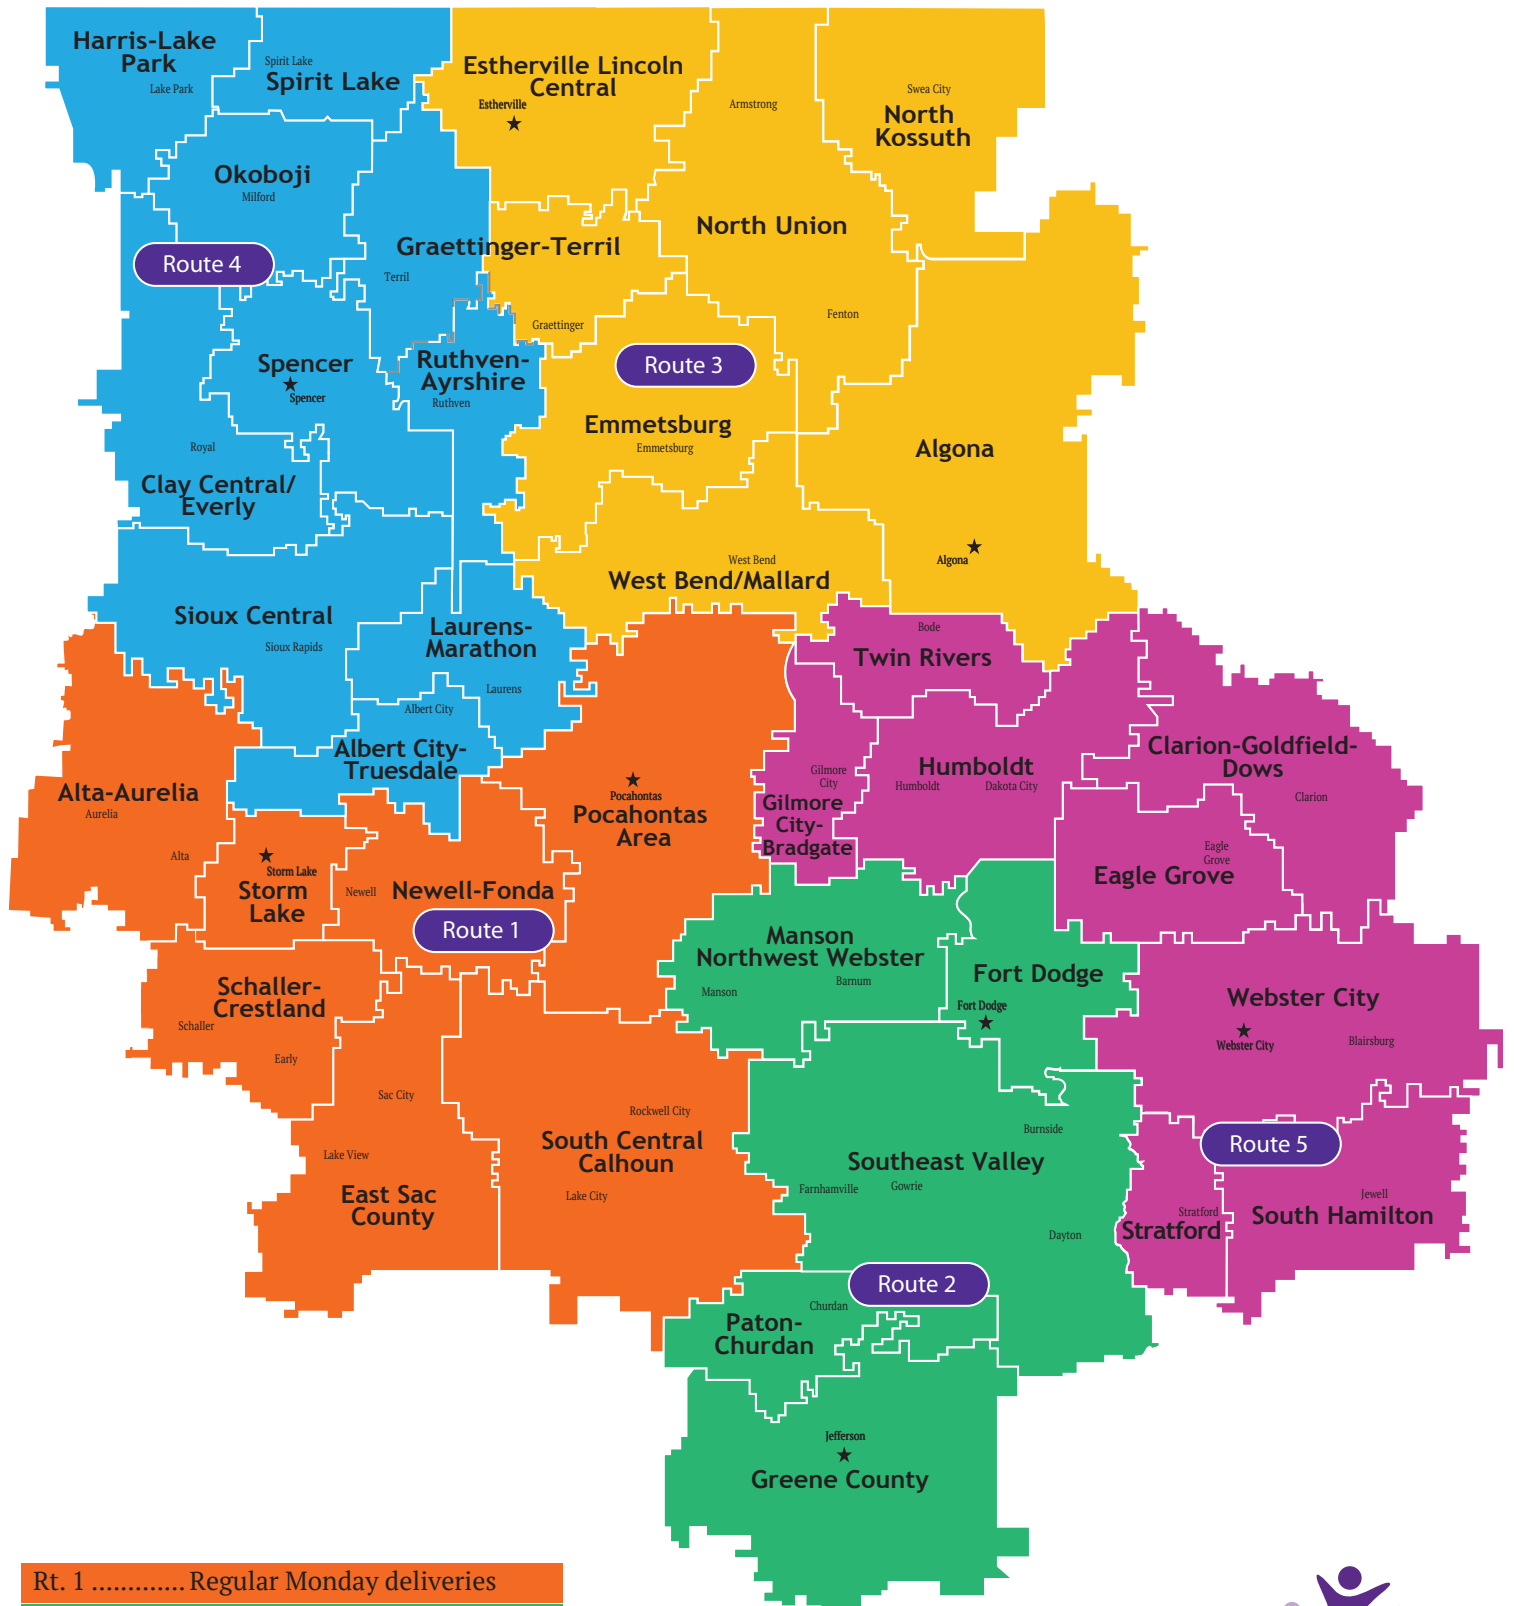 Harris-Lake
Park
Lake Park
Spirit Lake
Spirit Lake
Estherville Lincoln
Central
Estherville
Armstrong
Swea City
North
Kossuth
Okoboji
Milford
North Union
Graettinger-Terril
Route 4
Terril
Graettinger
Fenton
Spencer
Spencer
Ruthven-
Ayrshire
Ruthven
Route 3
Emmetsburg
Emmetsburg
Algona
Royal
Clay Central/
Everly
Algona
West Bend
West Bend/Mallard
Sioux Central
Sioux Rapids
Laurens-
Marathon
Laurens
Bode
Twin Rivers
Albert City
Albert City-
Truesdale
Alta-Aurelia
Aurelia
Alta
Pocahontas
Pocahontas
Area
Gilmore
City
Gilmore
City-
Bradgate
Humboldt
Humboldt
Dakota City
Clarion-Goldfield-
Dows
Clarion
Eagle
Grove
Eagle Grove
Storm Lake
Storm
Lake
Newell
Newell-Fonda
Route 1
Manson
Northwest Webster
Manson
Barnum
Fort Dodge
Fort Dodge
Webster City
Webster City
Blairsburg
Schaller-
Crestland
Schaller
Early
Sac City
Lake View
East Sac
County
Rockwell City
South Central
Calhoun
Lake City
Burnside
Southeast Valley
Farnhamville
Gowrie
Dayton
Route 5
Stratford
Stratford
Jewell
South Hamilton
Route 2
Churdan
Paton-
Churdan
Jefferson
Greene County
Rt. 1 ............. Regular Monday deliveries